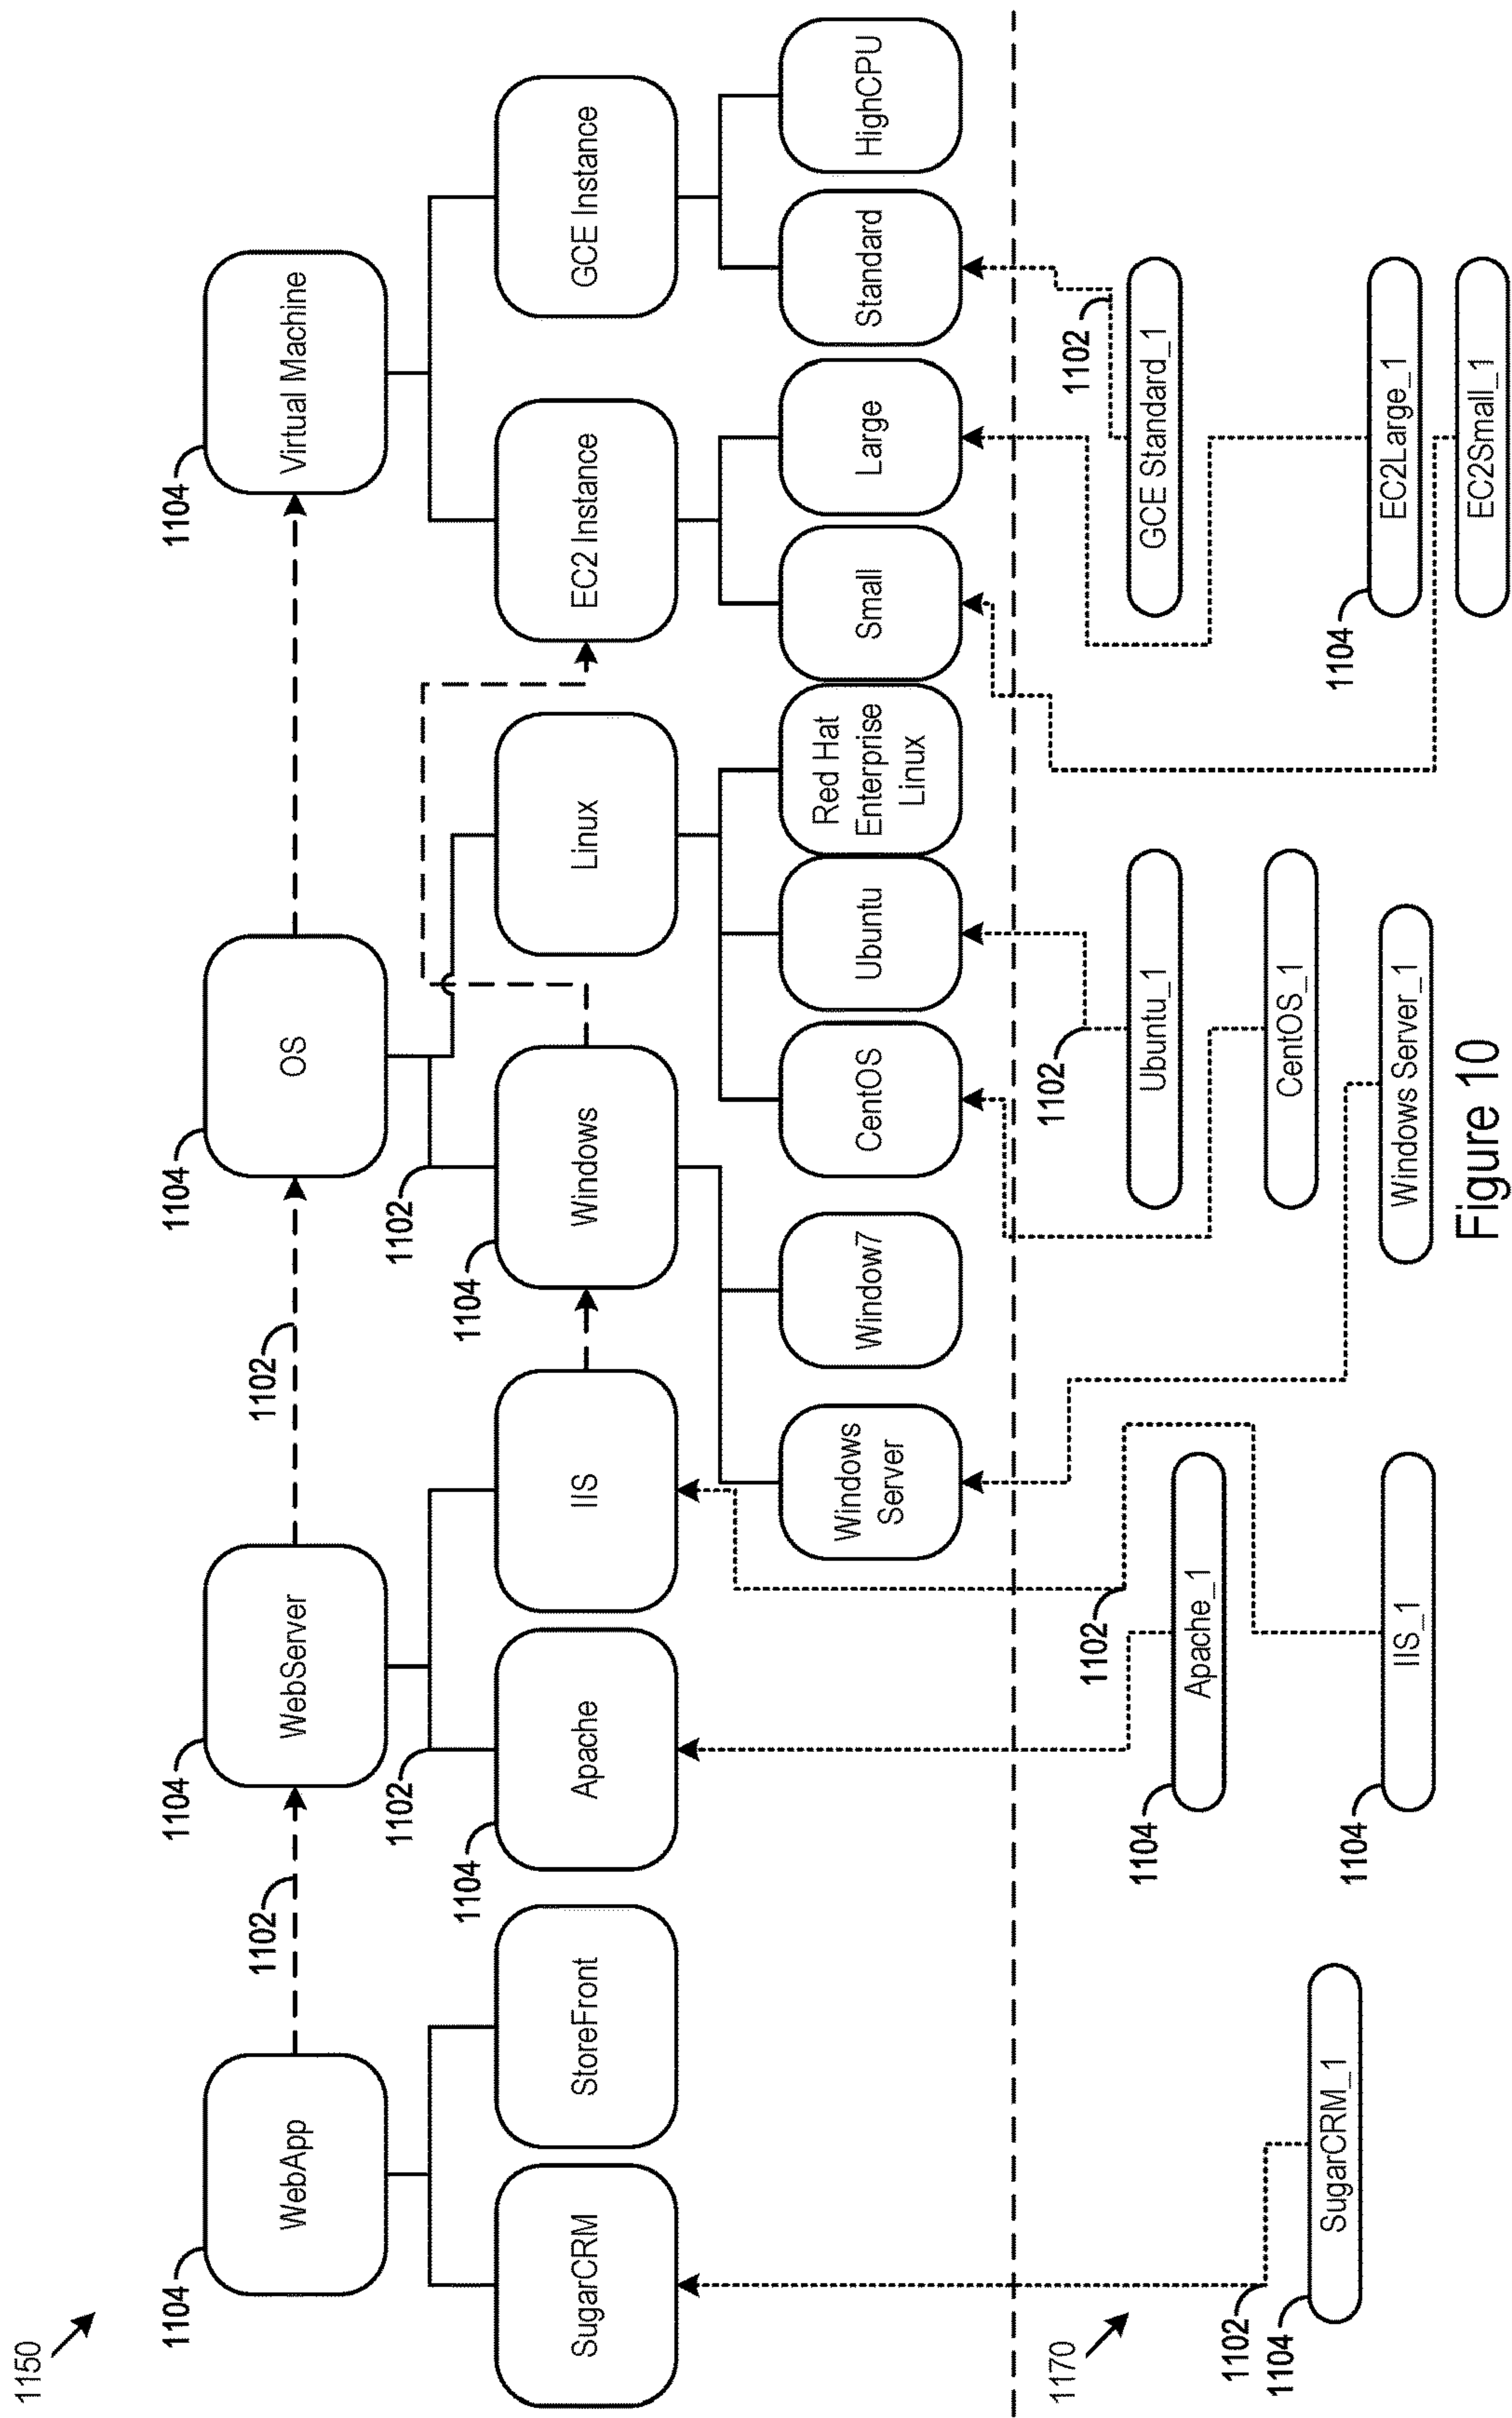 1150
1104
WebApp
1102
1104
WebServer
1102
1104
OS
1104
Virtual Machine
SugarCRM
StoreFront
1102
1104
Apache
IIS
1102
1104
Windows
Linux
EC2 Instance
GCE Instance
Windows
Server
Window7
CentOS
Ubuntu
Red Hat
Enterprise
Linux
Small
Large
Standard
HighCPU
1170
1102
1104
SugarCRM_1
1102
1104
Apache_1
1104
IIS_1
1102
Ubuntu_1
CentOS_1
Windows Server_1
1102
GCE Standard_1
1104
EC2Large_1
EC2Small_1
Figure 10